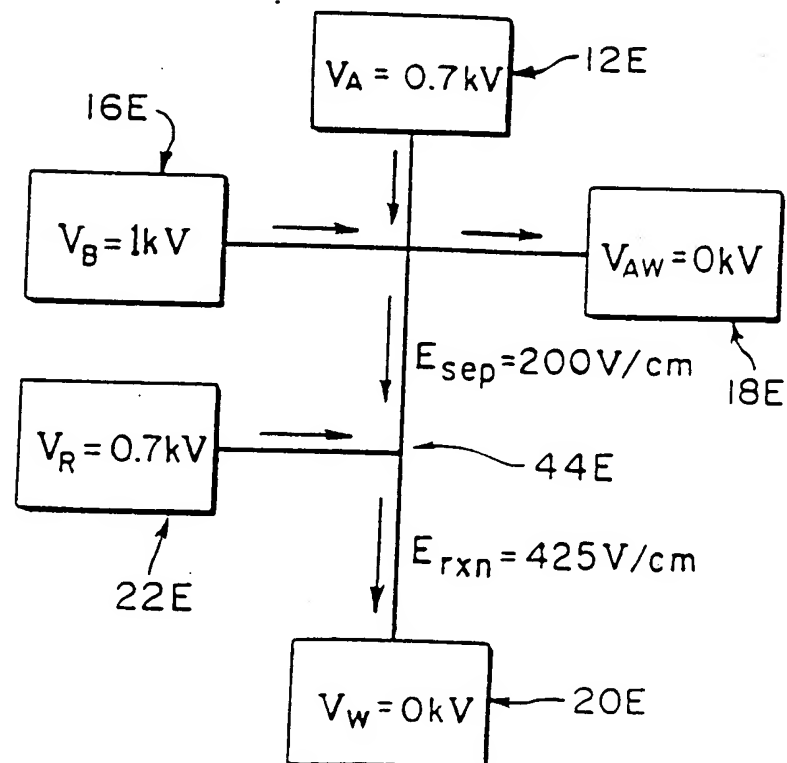 V_A = 0.7kV
12E
16E
V_B = 1kV
V_AW = 0kV
18E
E_sep = 200V/cm
V_R = 0.7kV
44E
22E
E_rxn = 425V/cm
V_W = 0kV
20E